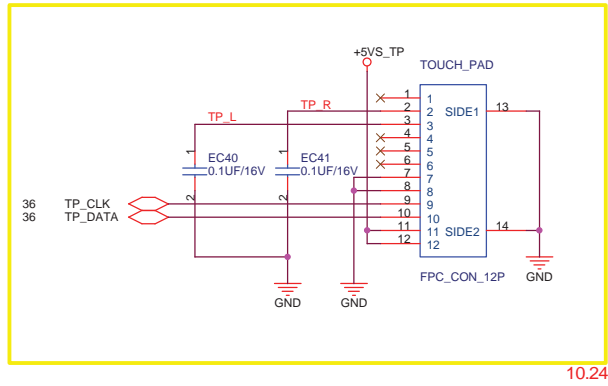 +5VS_TP
TOUCH_PAD
1 1
TP_R 2 2 SIDE1 13
TP_L 3 3
4 4
5 5
6 6
7 7
8 8
1 EC40 0.1UF/16V 2
1 EC41 0.1UF/16V 2
36 TP_CLK 9 9
36 TP_DATA 10 10
11 11 SIDE2 14
12 12
FPC_CON_12P
GND GND GND
10.24